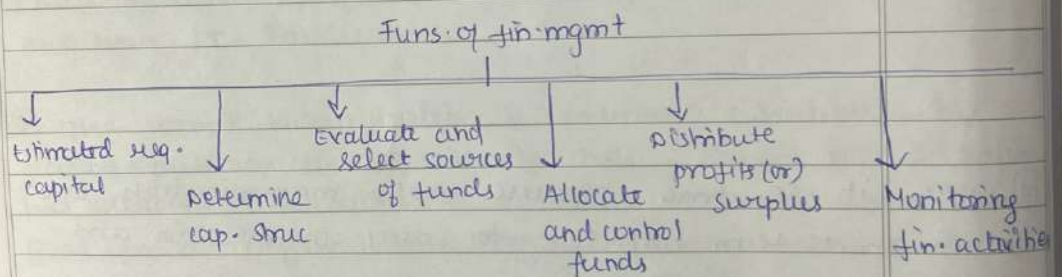 Funs. of fin. mgmt
Estimated req.
capital
Determine
cap. struc
Evaluate and
select sources
of funds
Allocate
and control
funds
Distribute
profits (or)
surplus
Monitoring
fin. activitie